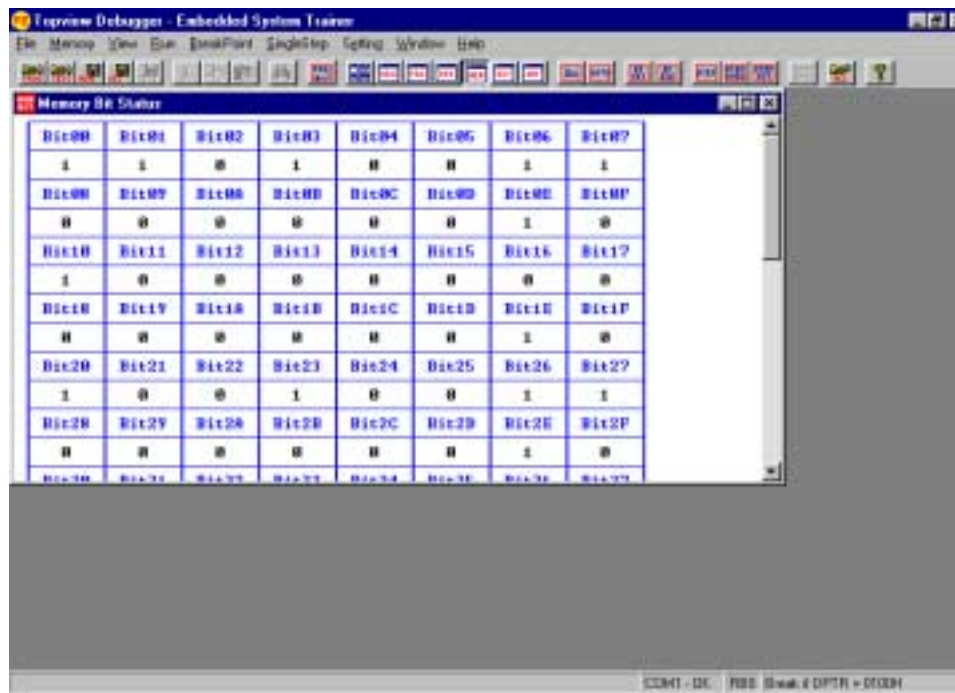 Topview Debugger - Embedded System Trainer
File Memory View Run BreakPoint SingleStep Setting Window Help
Memory Bit Status
Bit00 Bit01 Bit02 Bit03 Bit04 Bit05 Bit06 Bit07
1 1 0 1 0 0 1 1
Bit08 Bit09 Bit0A Bit0B Bit0C Bit0D Bit0E Bit0F
0 0 0 0 0 0 1 0
Bit10 Bit11 Bit12 Bit13 Bit14 Bit15 Bit16 Bit17
1 0 0 0 0 0 0 0
Bit18 Bit19 Bit1A Bit1B Bit1C Bit1D Bit1E Bit1F
0 0 0 0 0 0 1 0
Bit20 Bit21 Bit22 Bit23 Bit24 Bit25 Bit26 Bit27
1 0 0 1 0 0 1 1
Bit28 Bit29 Bit2A Bit2B Bit2C Bit2D Bit2E Bit2F
0 0 0 0 0 0 1 0
COM1 - OK Break if DPTR = 0100H